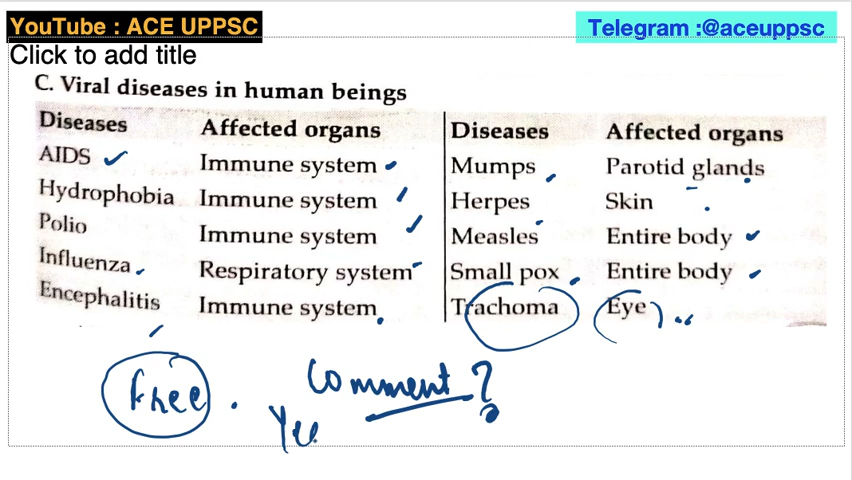 YouTube : ACE UPPSC
Telegram :@aceuppsc
Click to add title
C. Viral diseases in human beings
Diseases Affected organs Diseases Affected organs
AIDS Immune system Mumps Parotid glands
Hydrophobia Immune system Herpes Skin
Polio Immune system Measles Entire body
Influenza Respiratory system Small pox Entire body
Encephalitis Immune system Trachoma Eye
Free. Comment?